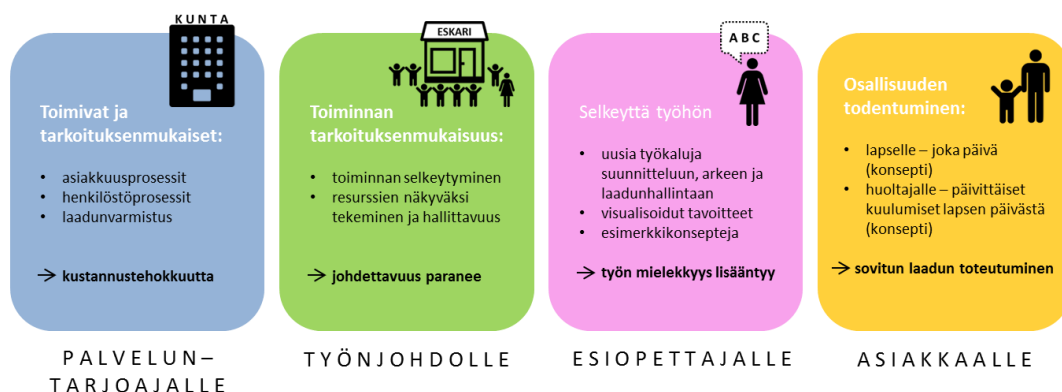 KUNTA
Toimivat ja
tarkoituksenmukaiset:
• asiakkuusprosessit
• henkilöstöprosessit
• laadunvarmistus
→ kustannustehokkuutta
PALVELUN–
TARJOAJALLE
ESKARI
Toiminnan
tarkoituksenmukaisuus:
• toiminnan selkeytyminen
• resurssien näkyväksi
tekeminen ja hallittavuus
→ johdettavuus paranee
TYÖNJOHDOLLE
ABC
Selkeyttä työhön
• uusia työkaluja
suunnitteluun, arkeen ja
laadunhallintaan
• visualisoidut tavoitteet
• esimerkkikonsepteja
→ työn mielekkyys lisääntyy
ESIOPETTAJALLE
Osallisuuden
todentuminen:
• lapselle – joka päivä
(konsepti)
• huoltajalle – päivittäiset
kuulumiset lapsen päivästä
(konsepti)
→ sovitun laadun toteutuminen
ASIAKKAALLE